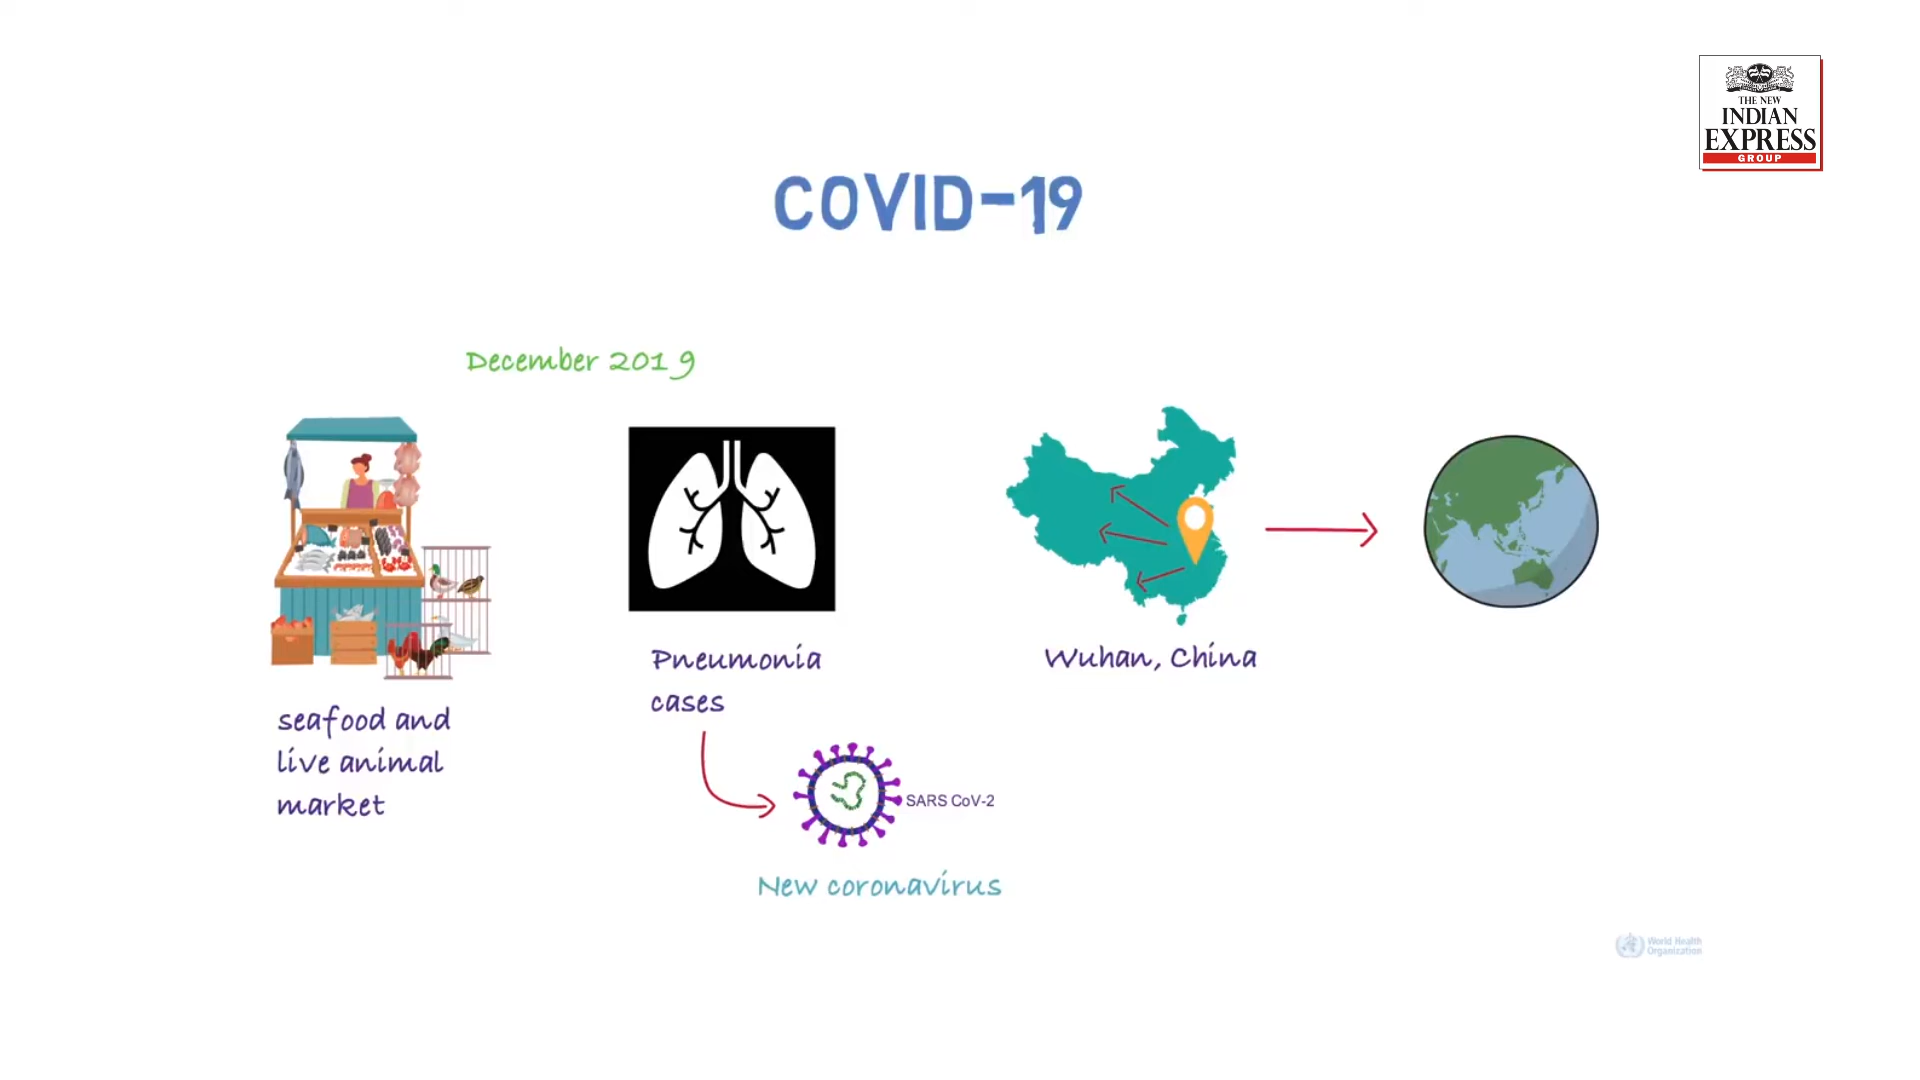 THE NEW
INDIAN
EXPRESS
GROUP
COVID-19
December 2019
seafood and
live animal
market
Pneumonia
cases
SARS CoV-2
New coronavirus
Wuhan, China
World Health
Organization